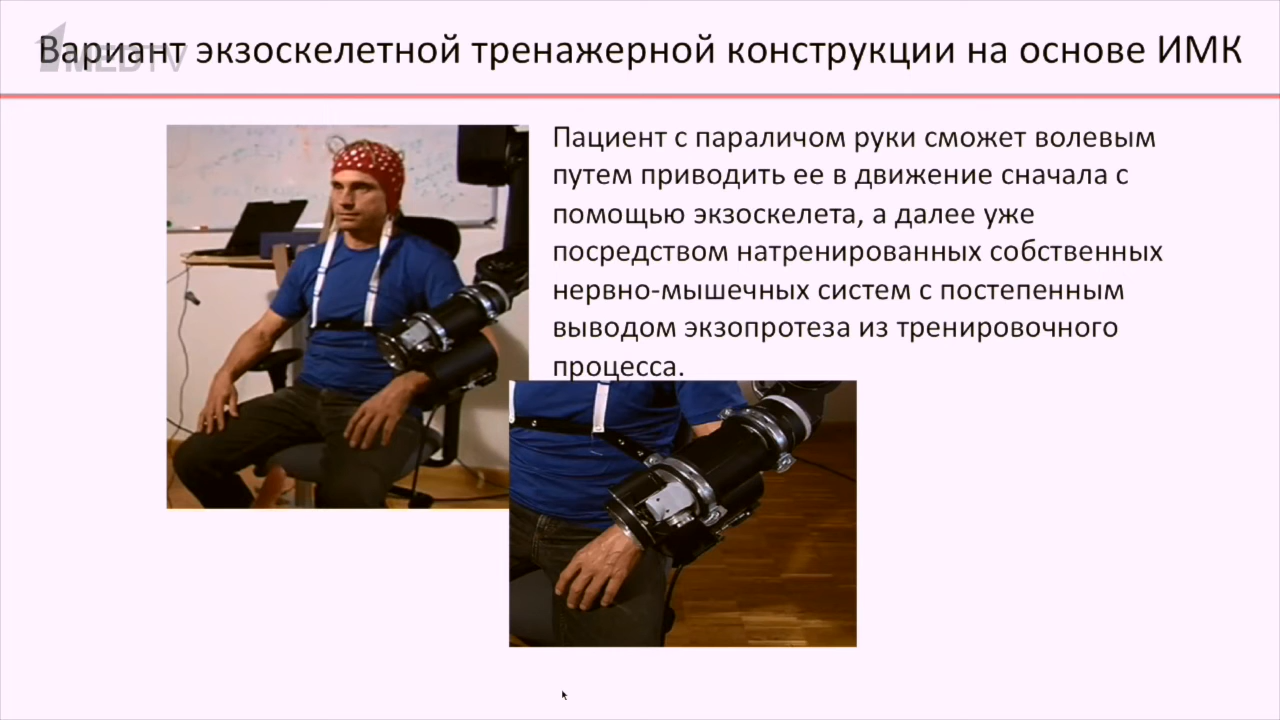 Вариант экзоскелетной тренажерной конструкции на основе ИМК
1MEDTV
Пациент с параличом руки сможет волевым
путем приводить ее в движение сначала с
помощью экзоскелета, а далее уже
посредством натренированных собственных
нервно-мышечных систем с постепенным
выводом экзопротеза из тренировочного
процесса.